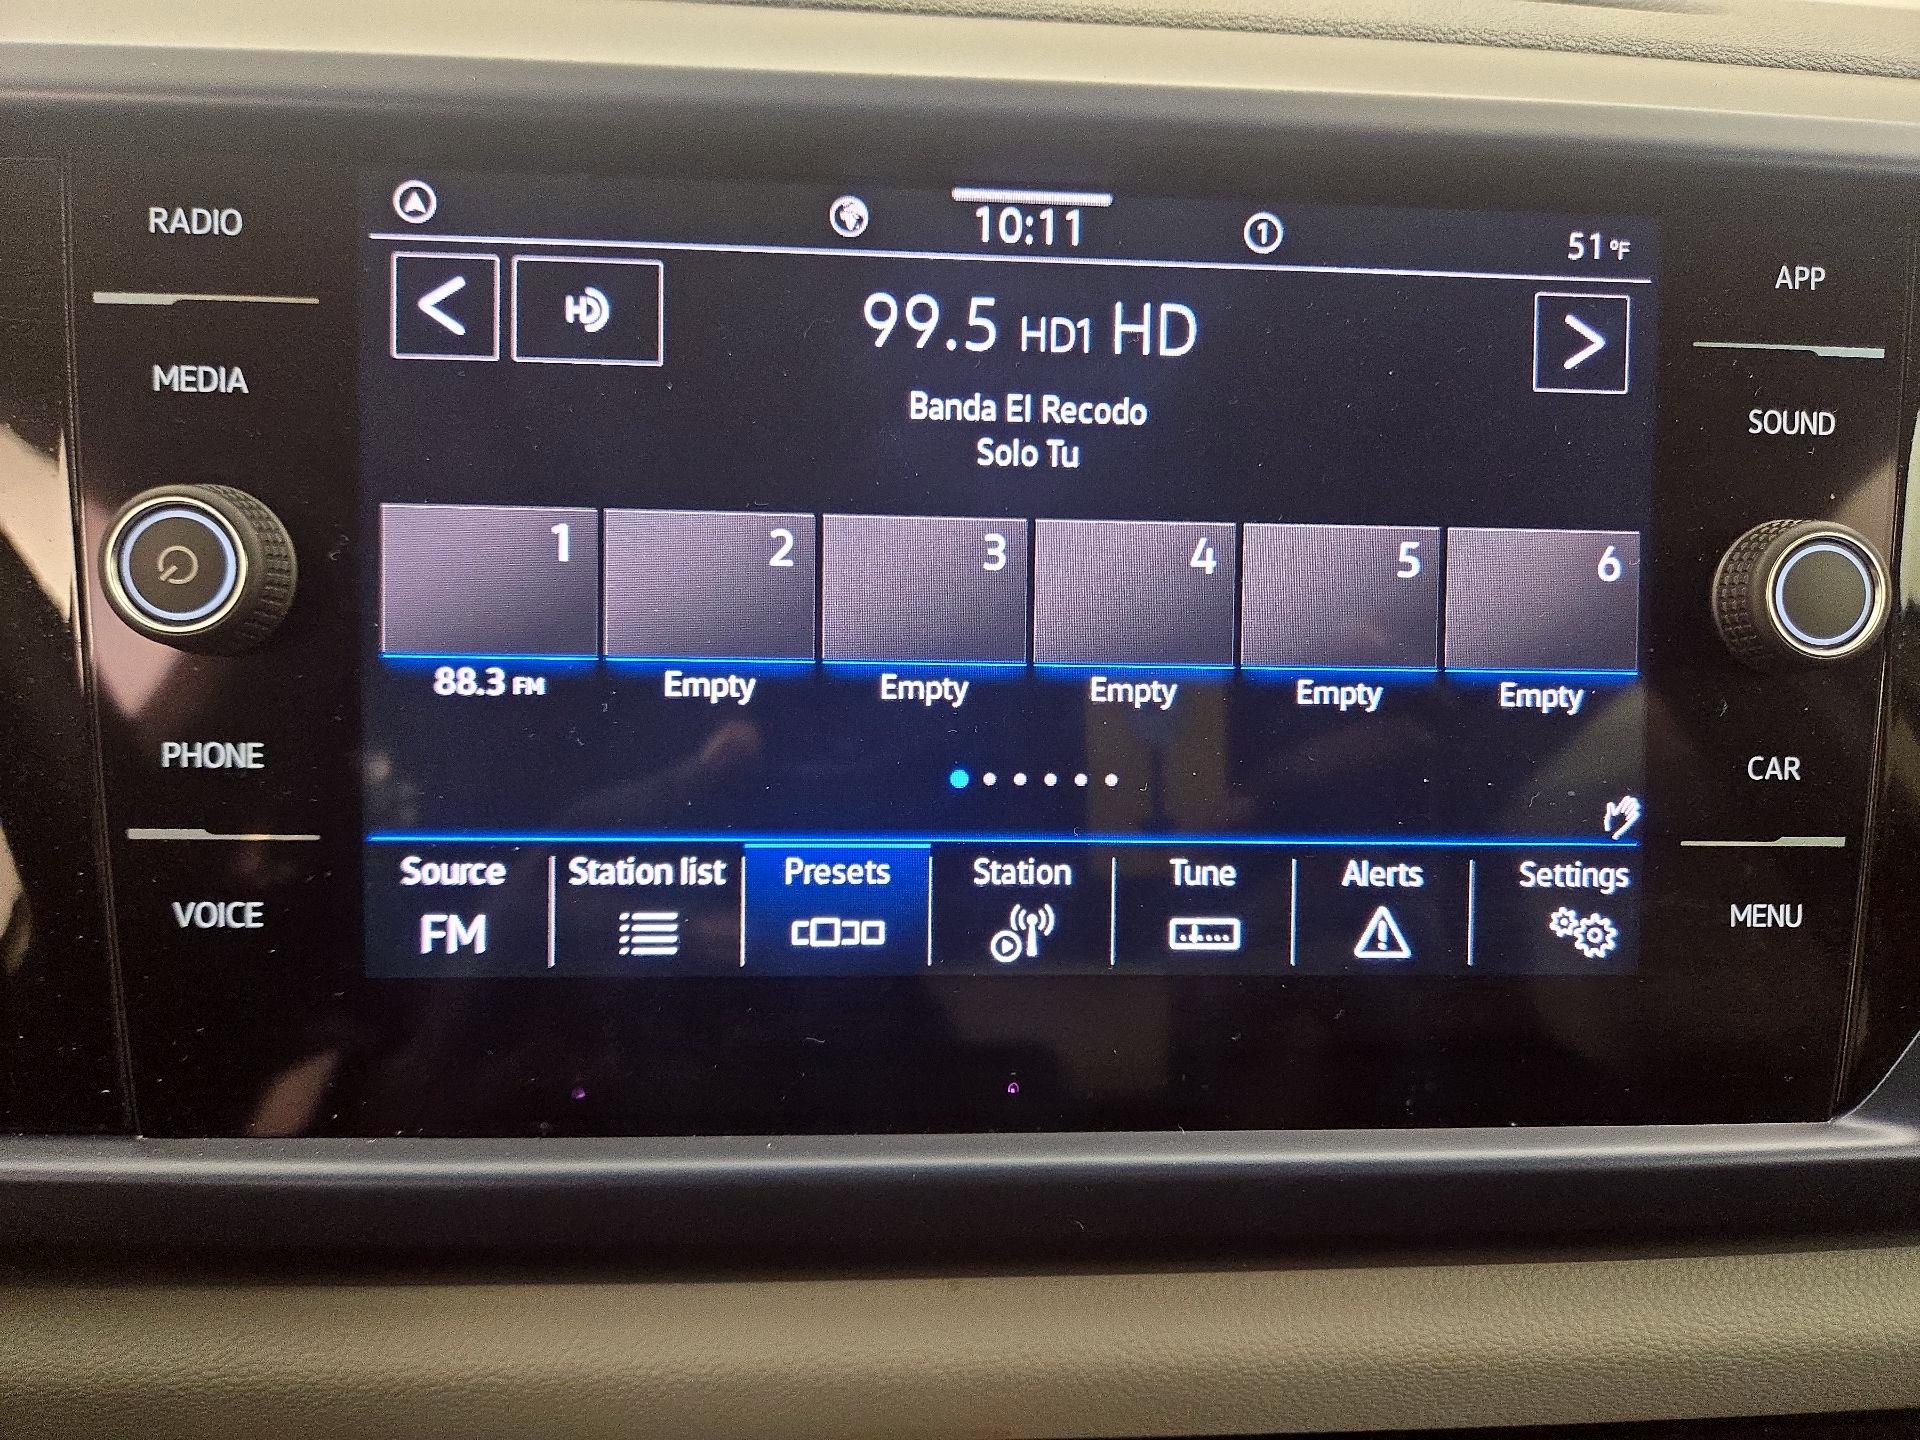 RADIO
MEDIA
PHONE
VOICE
10:11
1
51 °F
HD
99.5 HD1 HD
Banda El Recodo
Solo Tu
1 2 3 4 5 6
88.3 FM Empty Empty Empty Empty Empty
Source Station list Presets Station Tune Alerts Settings
FM
APP
SOUND
CAR
MENU